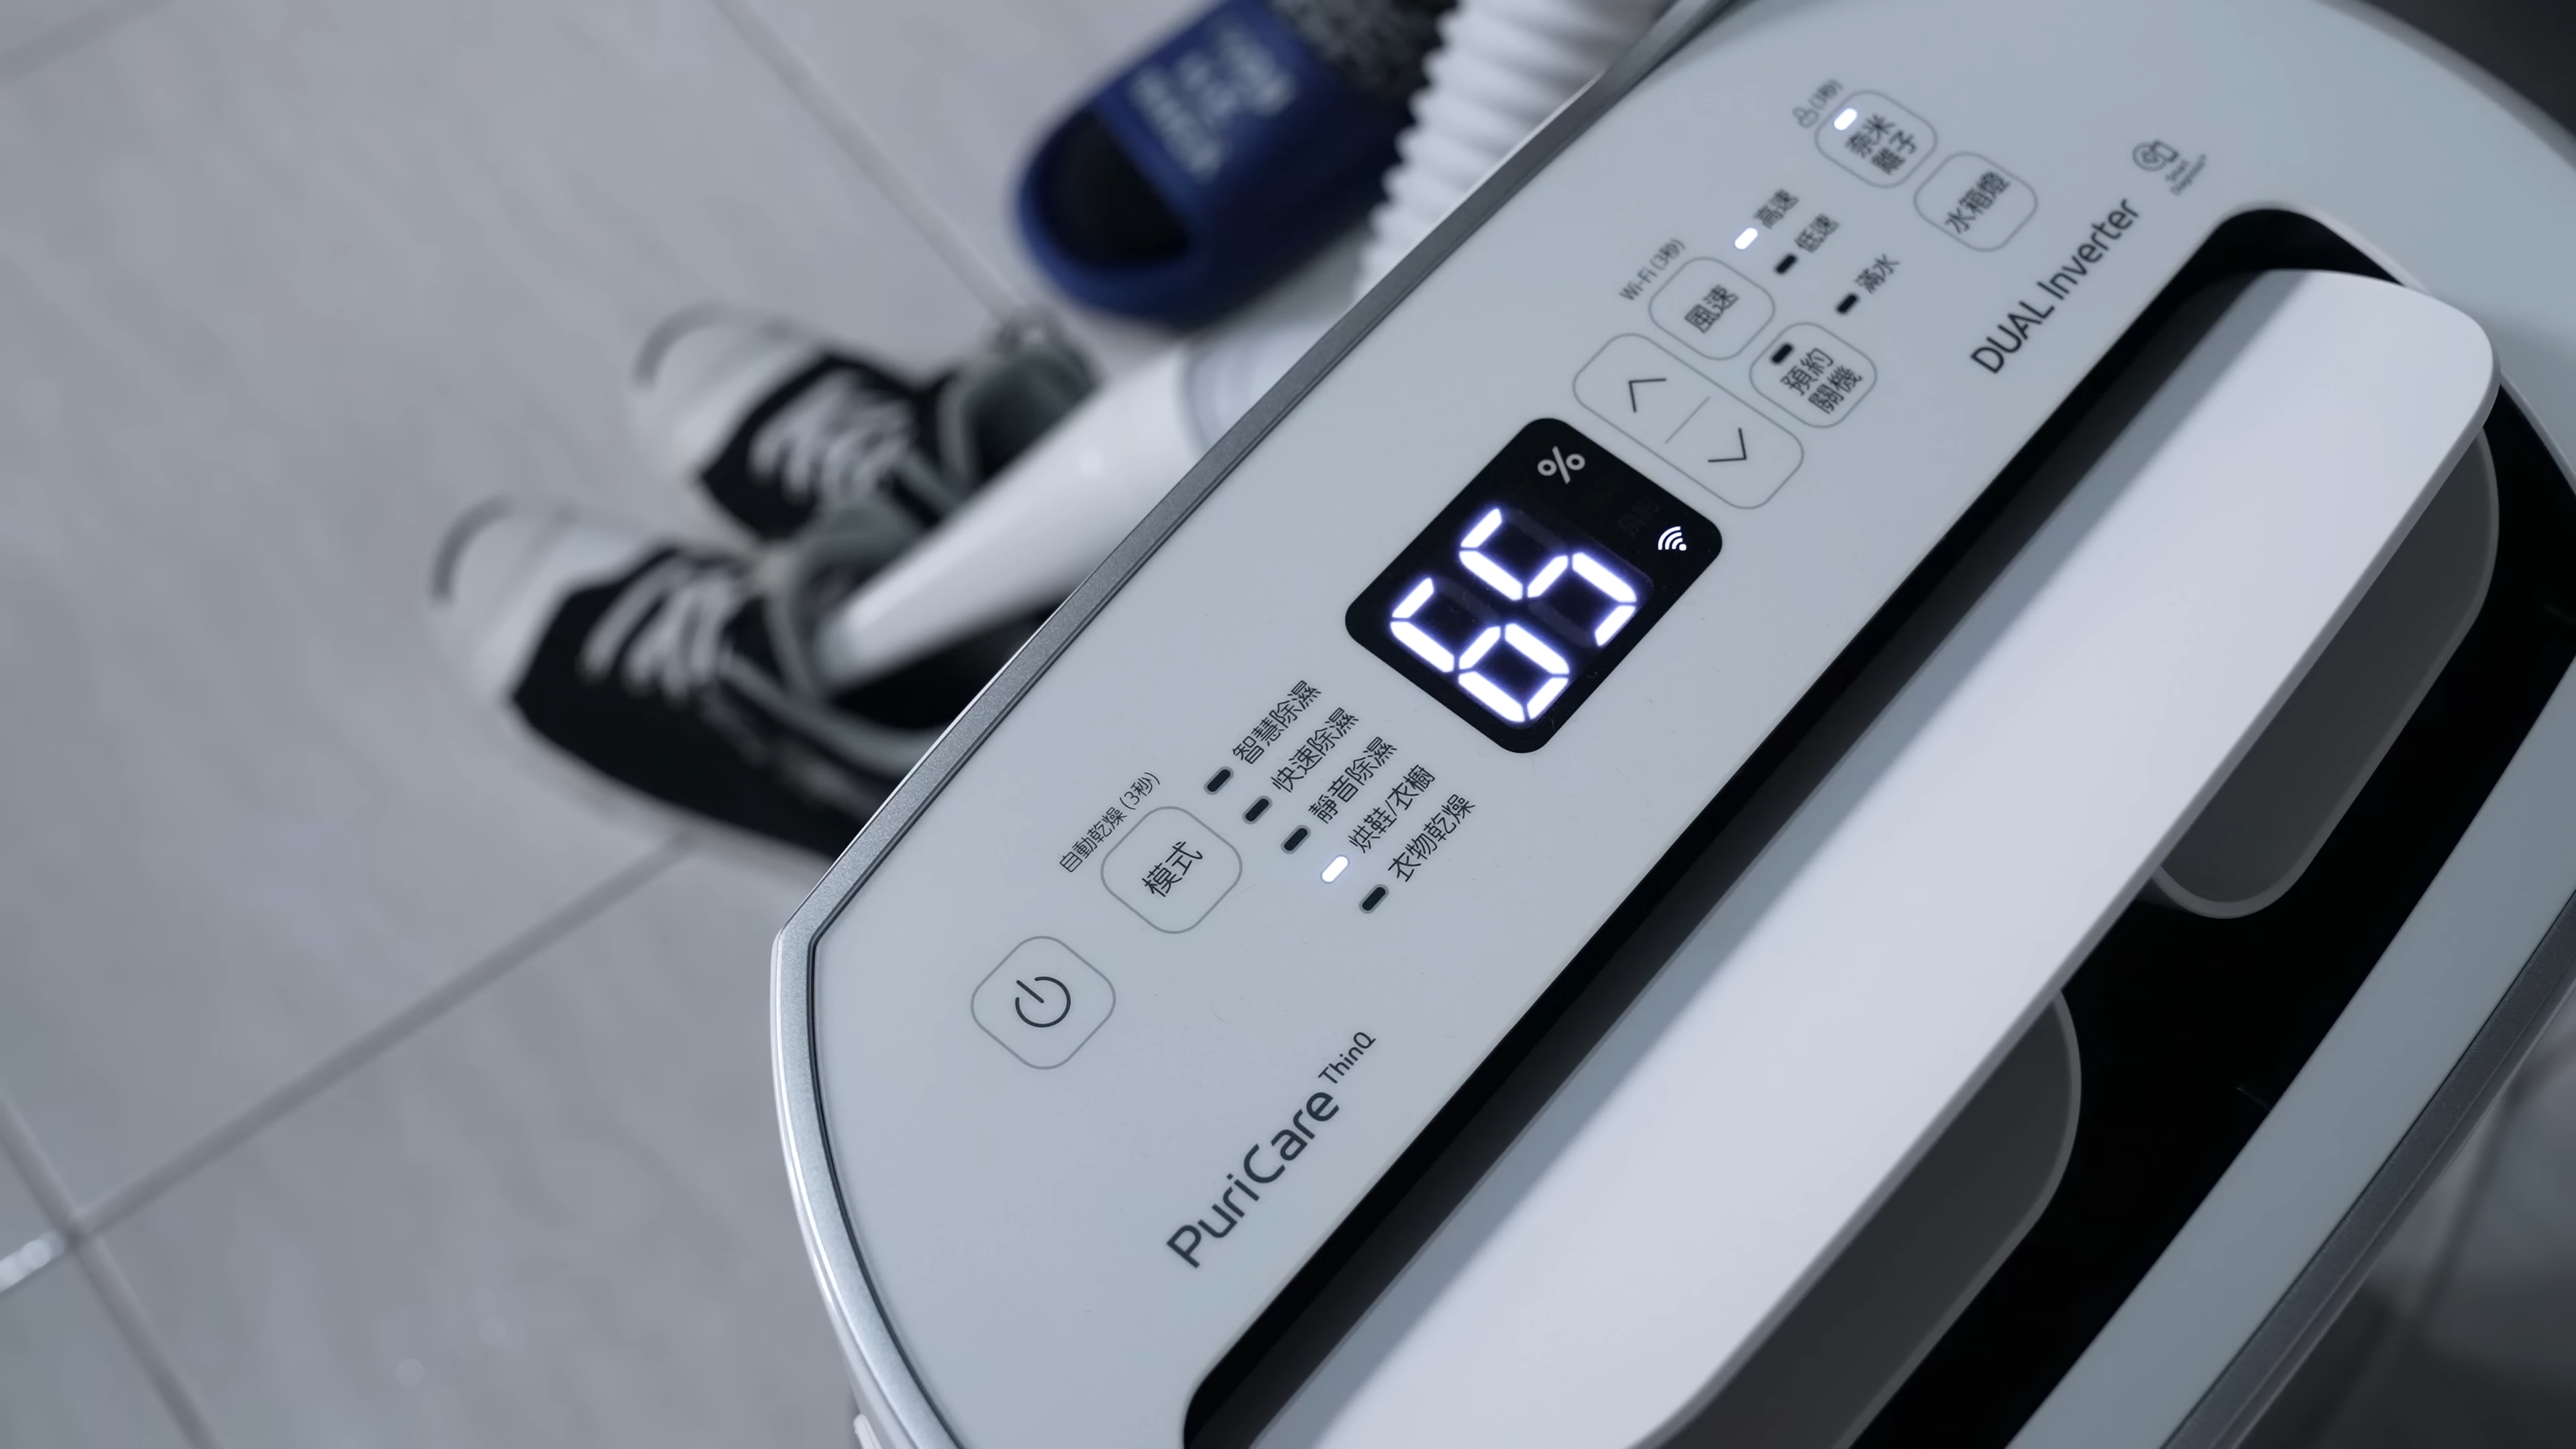 自動乾燥 (3秒)
模式
智慧除濕
快速除濕
靜音除濕
烘鞋/衣櫥
衣物乾燥
65
%
Wi-Fi (3秒)
風速
高速
低速
滿水
預約
關機
(3秒)
奈米
離子
水箱燈
PuriCare ThinQ
DUAL Inverter